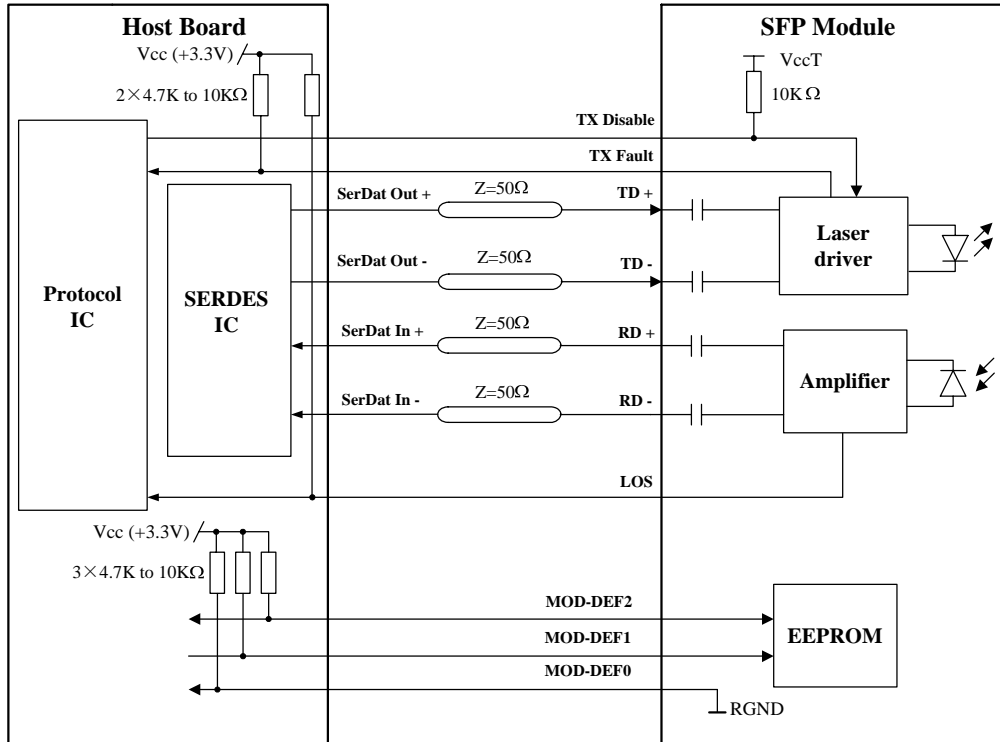 Host Board
SFP Module
Vcc (+3.3V)
VccT
2×4.7K to 10KΩ
10KΩ
TX Disable
TX Fault
SerDat Out +
Z=50Ω
TD +
Laser
driver
SerDat Out -
Z=50Ω
TD -
Protocol
IC
SERDES
IC
SerDat In +
Z=50Ω
RD +
Amplifier
SerDat In -
Z=50Ω
RD -
LOS
Vcc (+3.3V)
3×4.7K to 10KΩ
MOD-DEF2
EEPROM
MOD-DEF1
MOD-DEF0
RGND